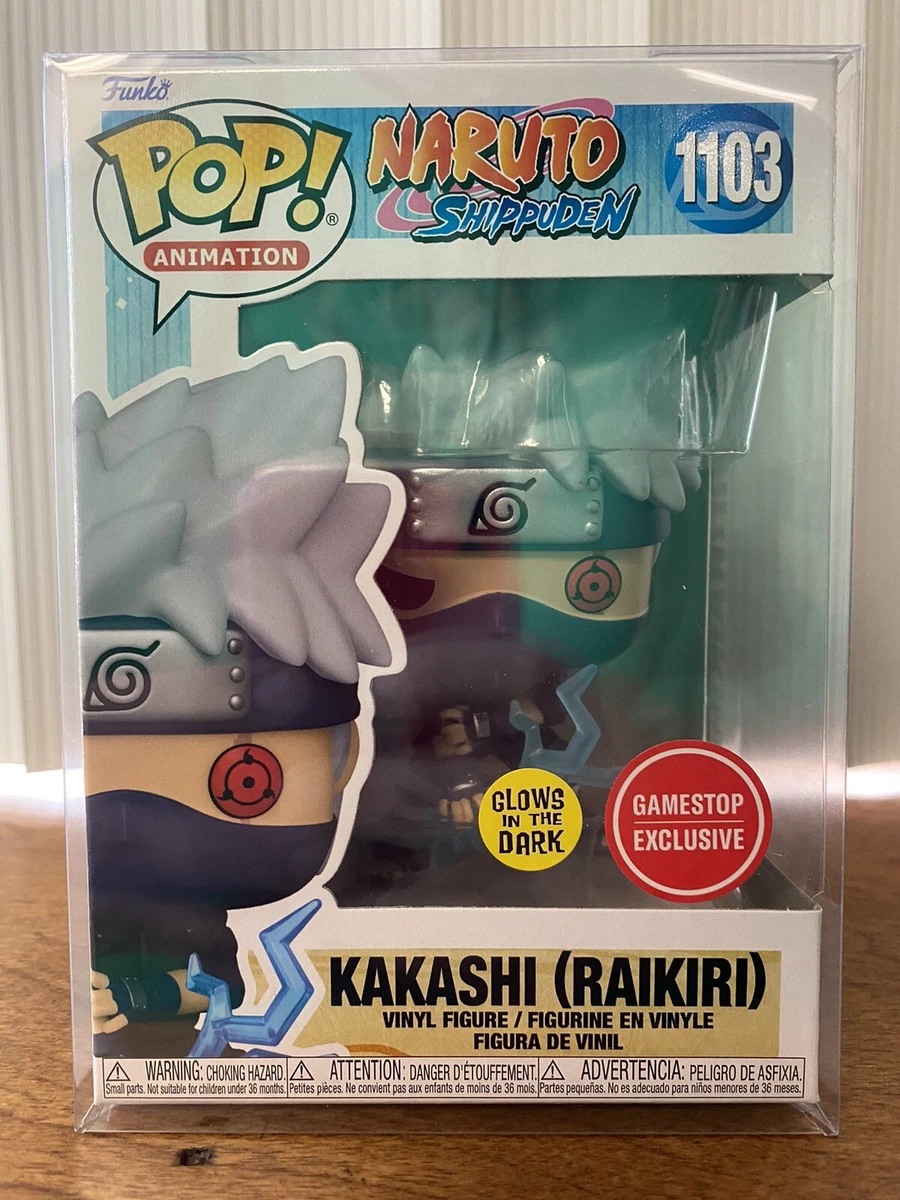 Funko
POP!®
ANIMATION
NARUTO
SHIPPUDEN
1103
GLOWS
IN THE
DARK
GAMESTOP
EXCLUSIVE
KAKASHI (RAIKIRI)
VINYL FIGURE / FIGURINE EN VINYLE
FIGURA DE VINIL
WARNING: CHOKING HAZARD.
Small parts. Not suitable for children under 36 months.
ATTENTION: DANGER D'ÉTOUFFEMENT.
Petites pièces. Ne convient pas aux enfants de moins de 36 mois.
ADVERTENCIA: PELIGRO DE ASFIXIA.
Partes pequeñas. No es adecuado para niños menores de 36 meses.